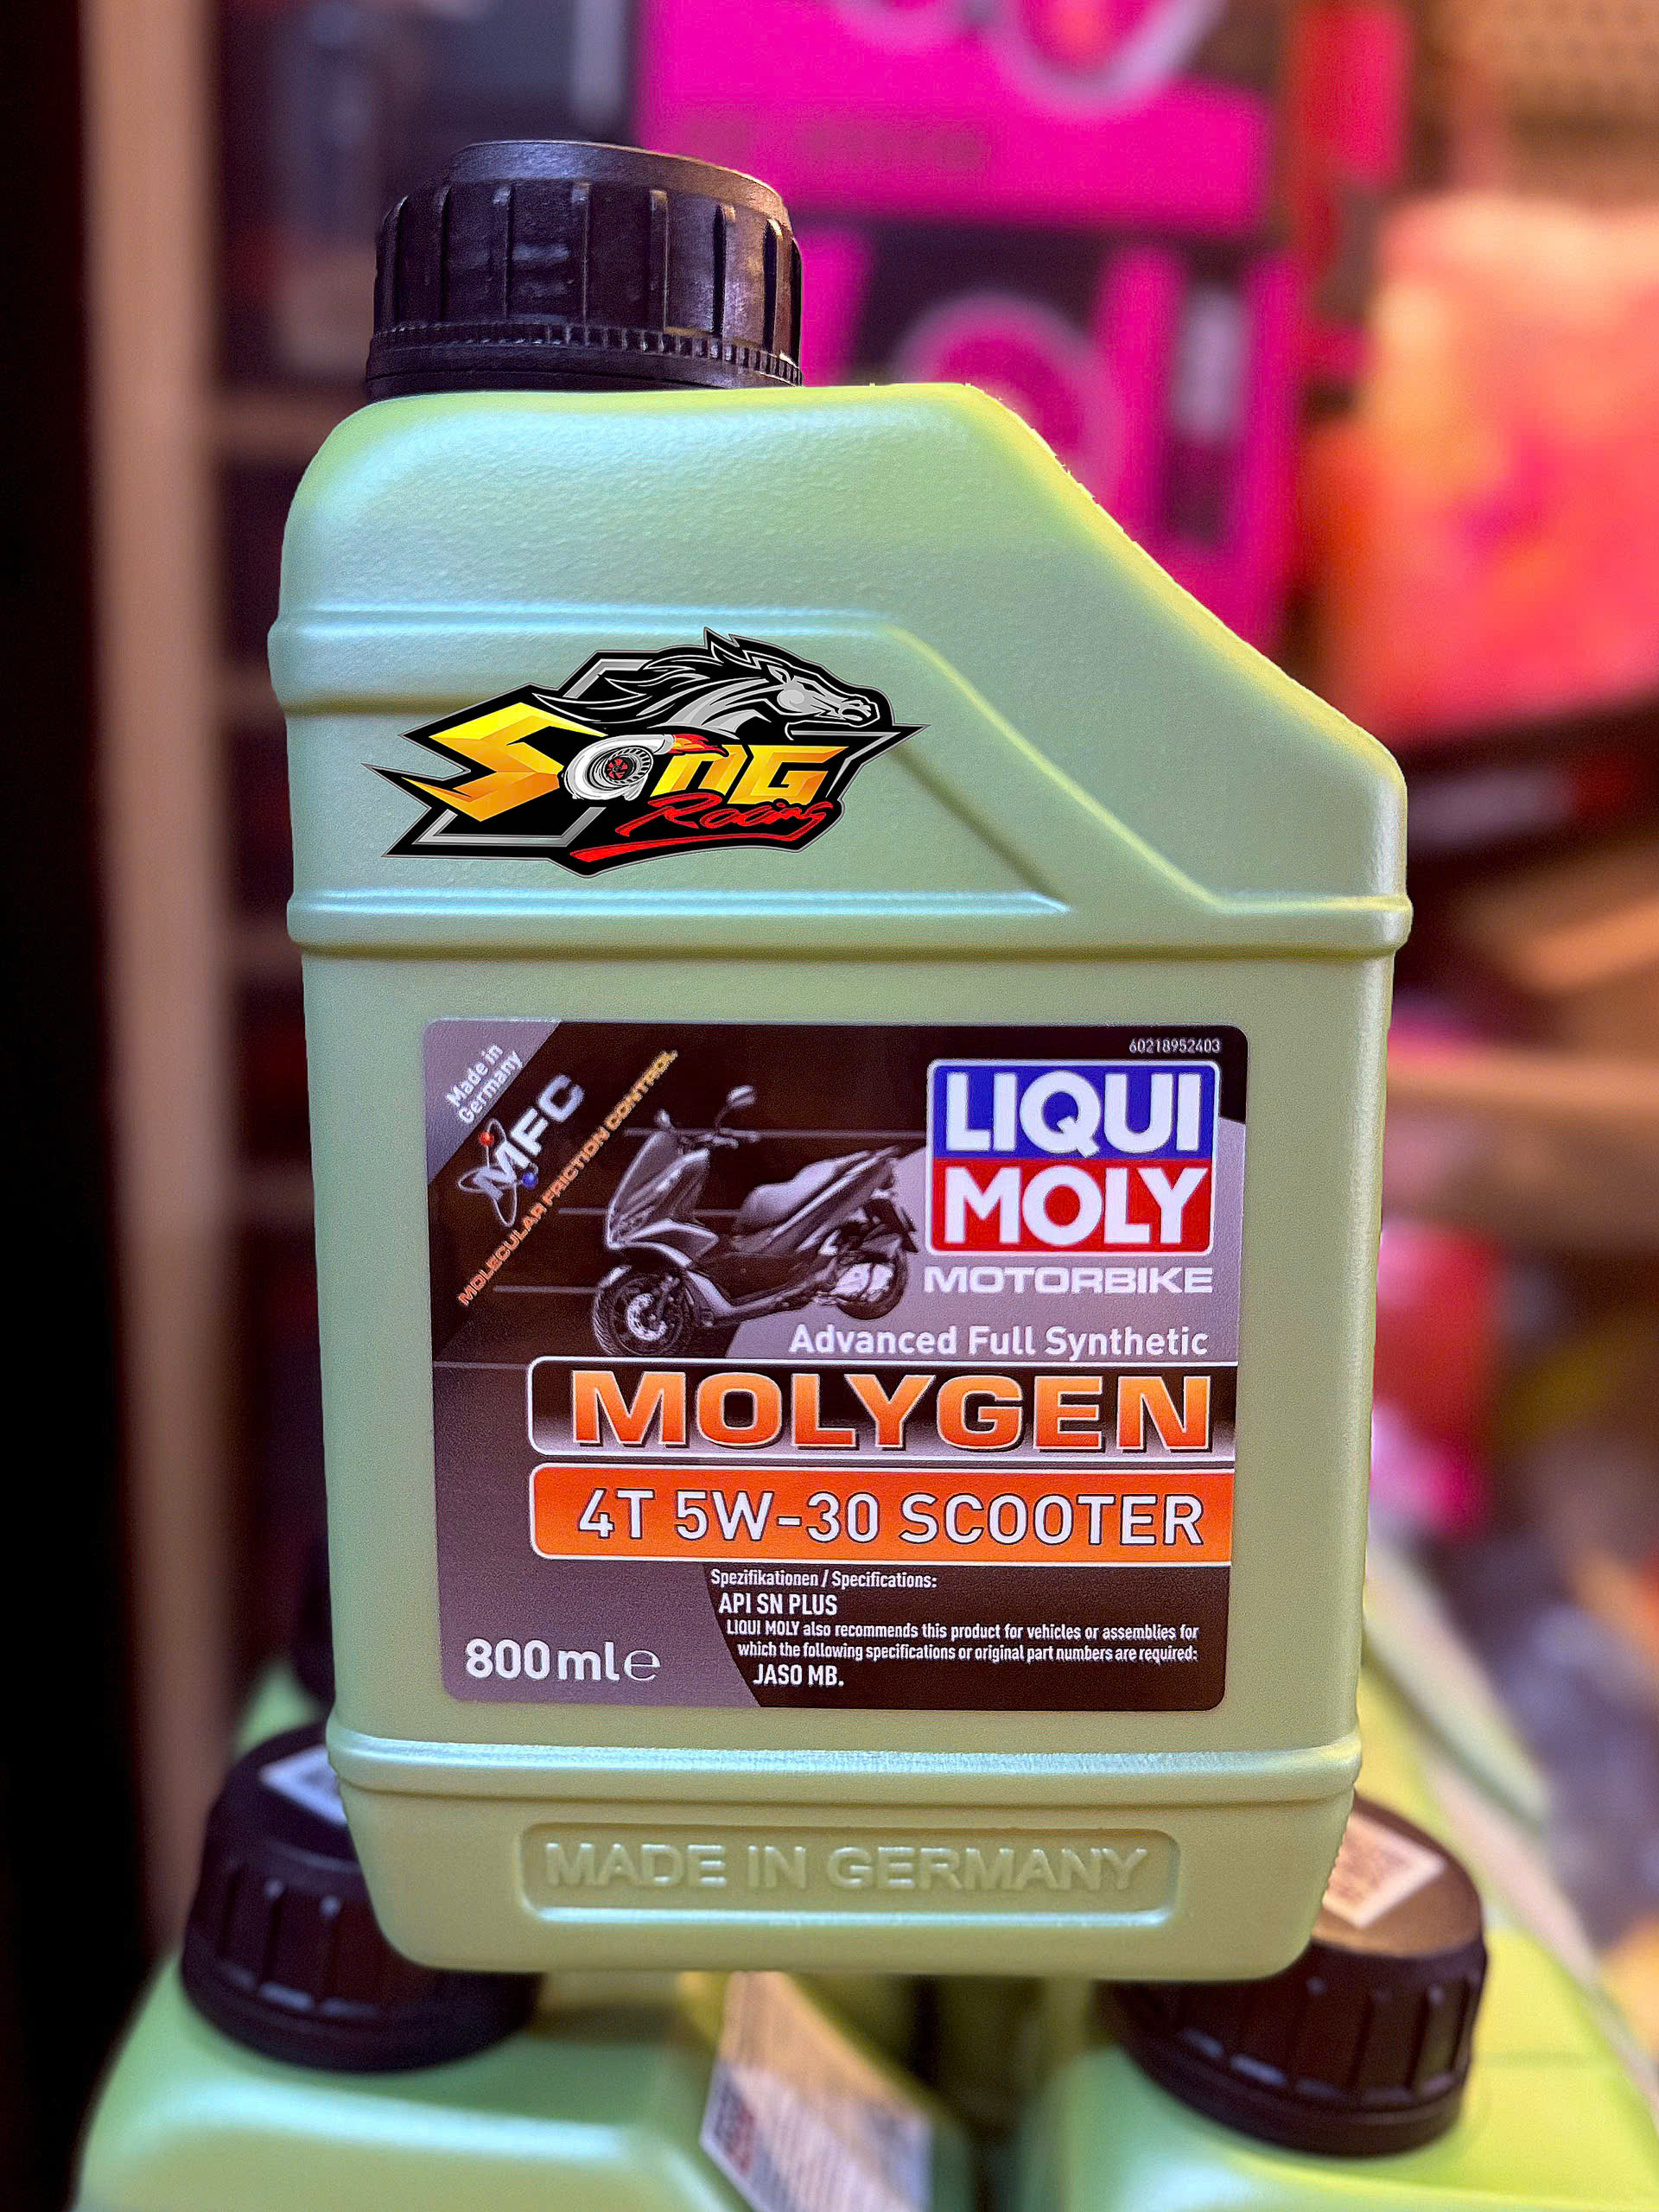 SonG
Racing
Made in
Germany
MFC
MOLECULAR FRICTION CONTROL
60218952403
LIQUI
MOLY
MOTORBIKE
Advanced Full Synthetic
MOLYGEN
4T 5W-30 SCOOTER
Spezifikationen / Specifications:
API SN PLUS
LIQUI MOLY also recommends this product for vehicles or assemblies for
which the following specifications or original part numbers are required:
JASO MB.
800 ml e
MADE IN GERMANY